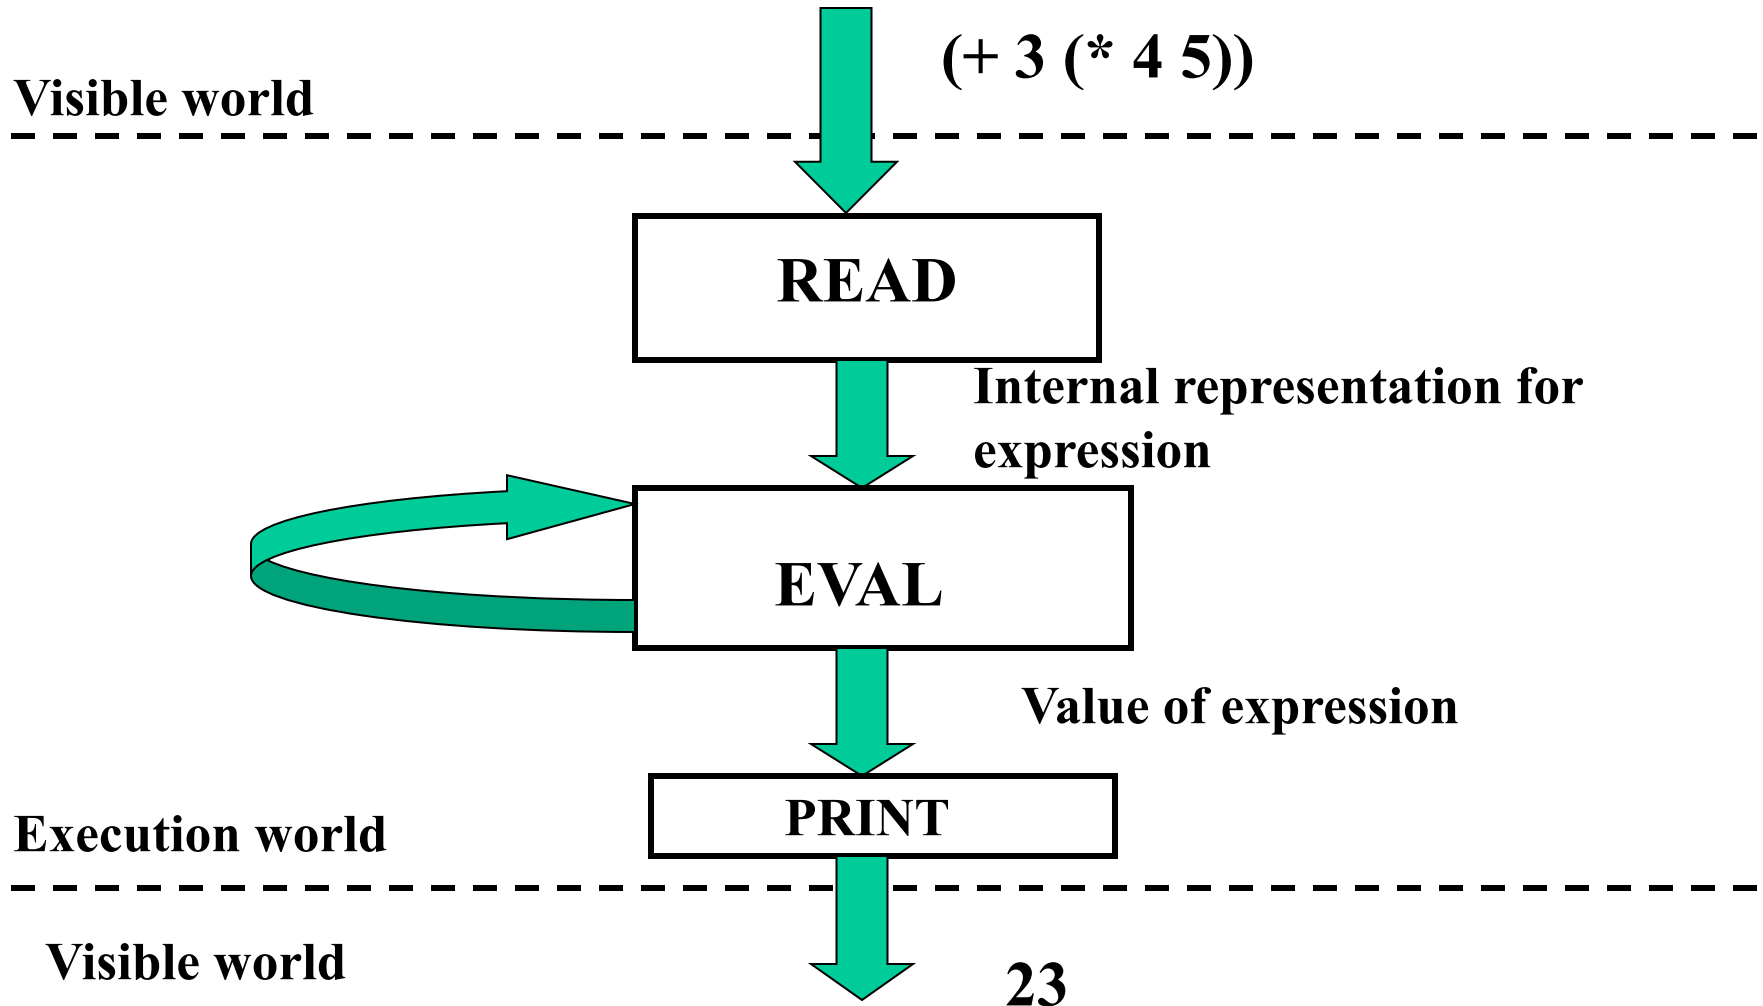 (+ 3 (* 4 5))
Visible world
READ
Internal representation for
expression
EVAL
Value of expression
PRINT
Execution world
Visible world
23